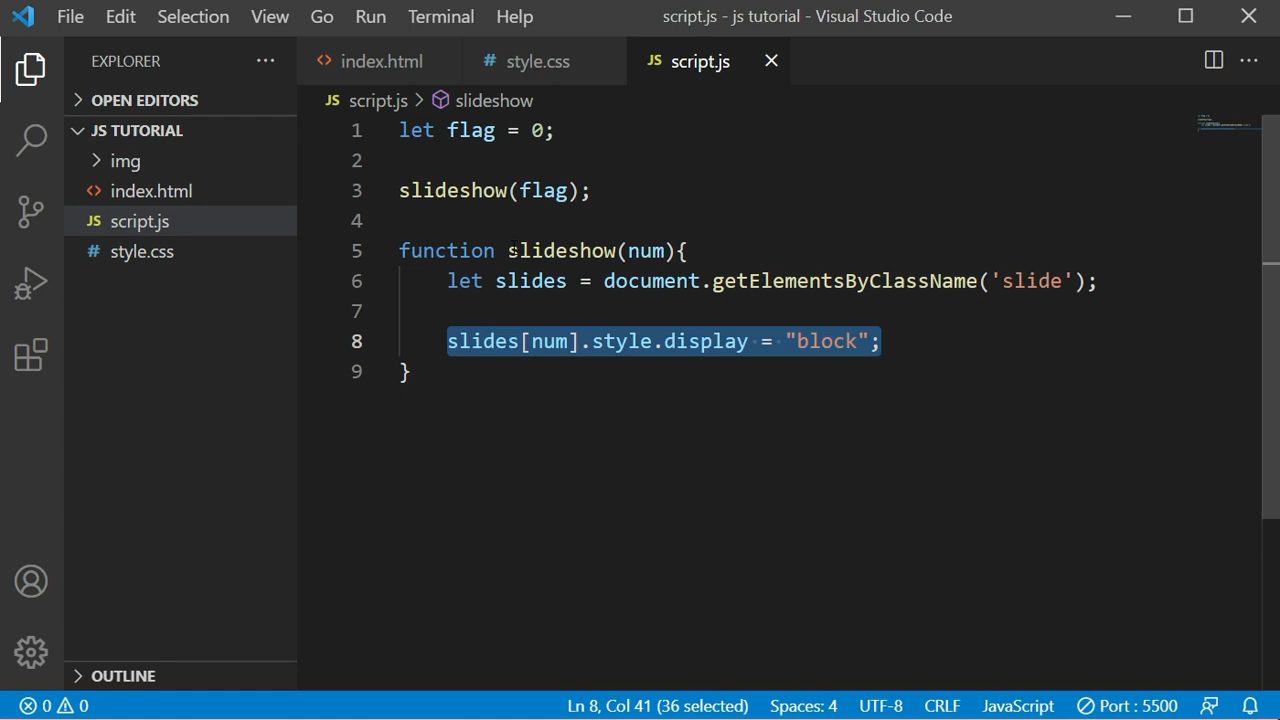 File Edit Selection View Go Run Terminal Help script.js - js tutorial - Visual Studio Code
EXPLORER
OPEN EDITORS
JS TUTORIAL
img
index.html
JS script.js
# style.css
OUTLINE
index.html # style.css JS script.js
JS script.js > slideshow
1 let flag = 0;
2
3 slideshow(flag);
4
5 function slideshow(num){
6 let slides = document.getElementsByClassName('slide');
7
8 slides[num].style.display = "block";
9 }
0 0 Ln 8, Col 41 (36 selected) Spaces: 4 UTF-8 CRLF JavaScript Port : 5500